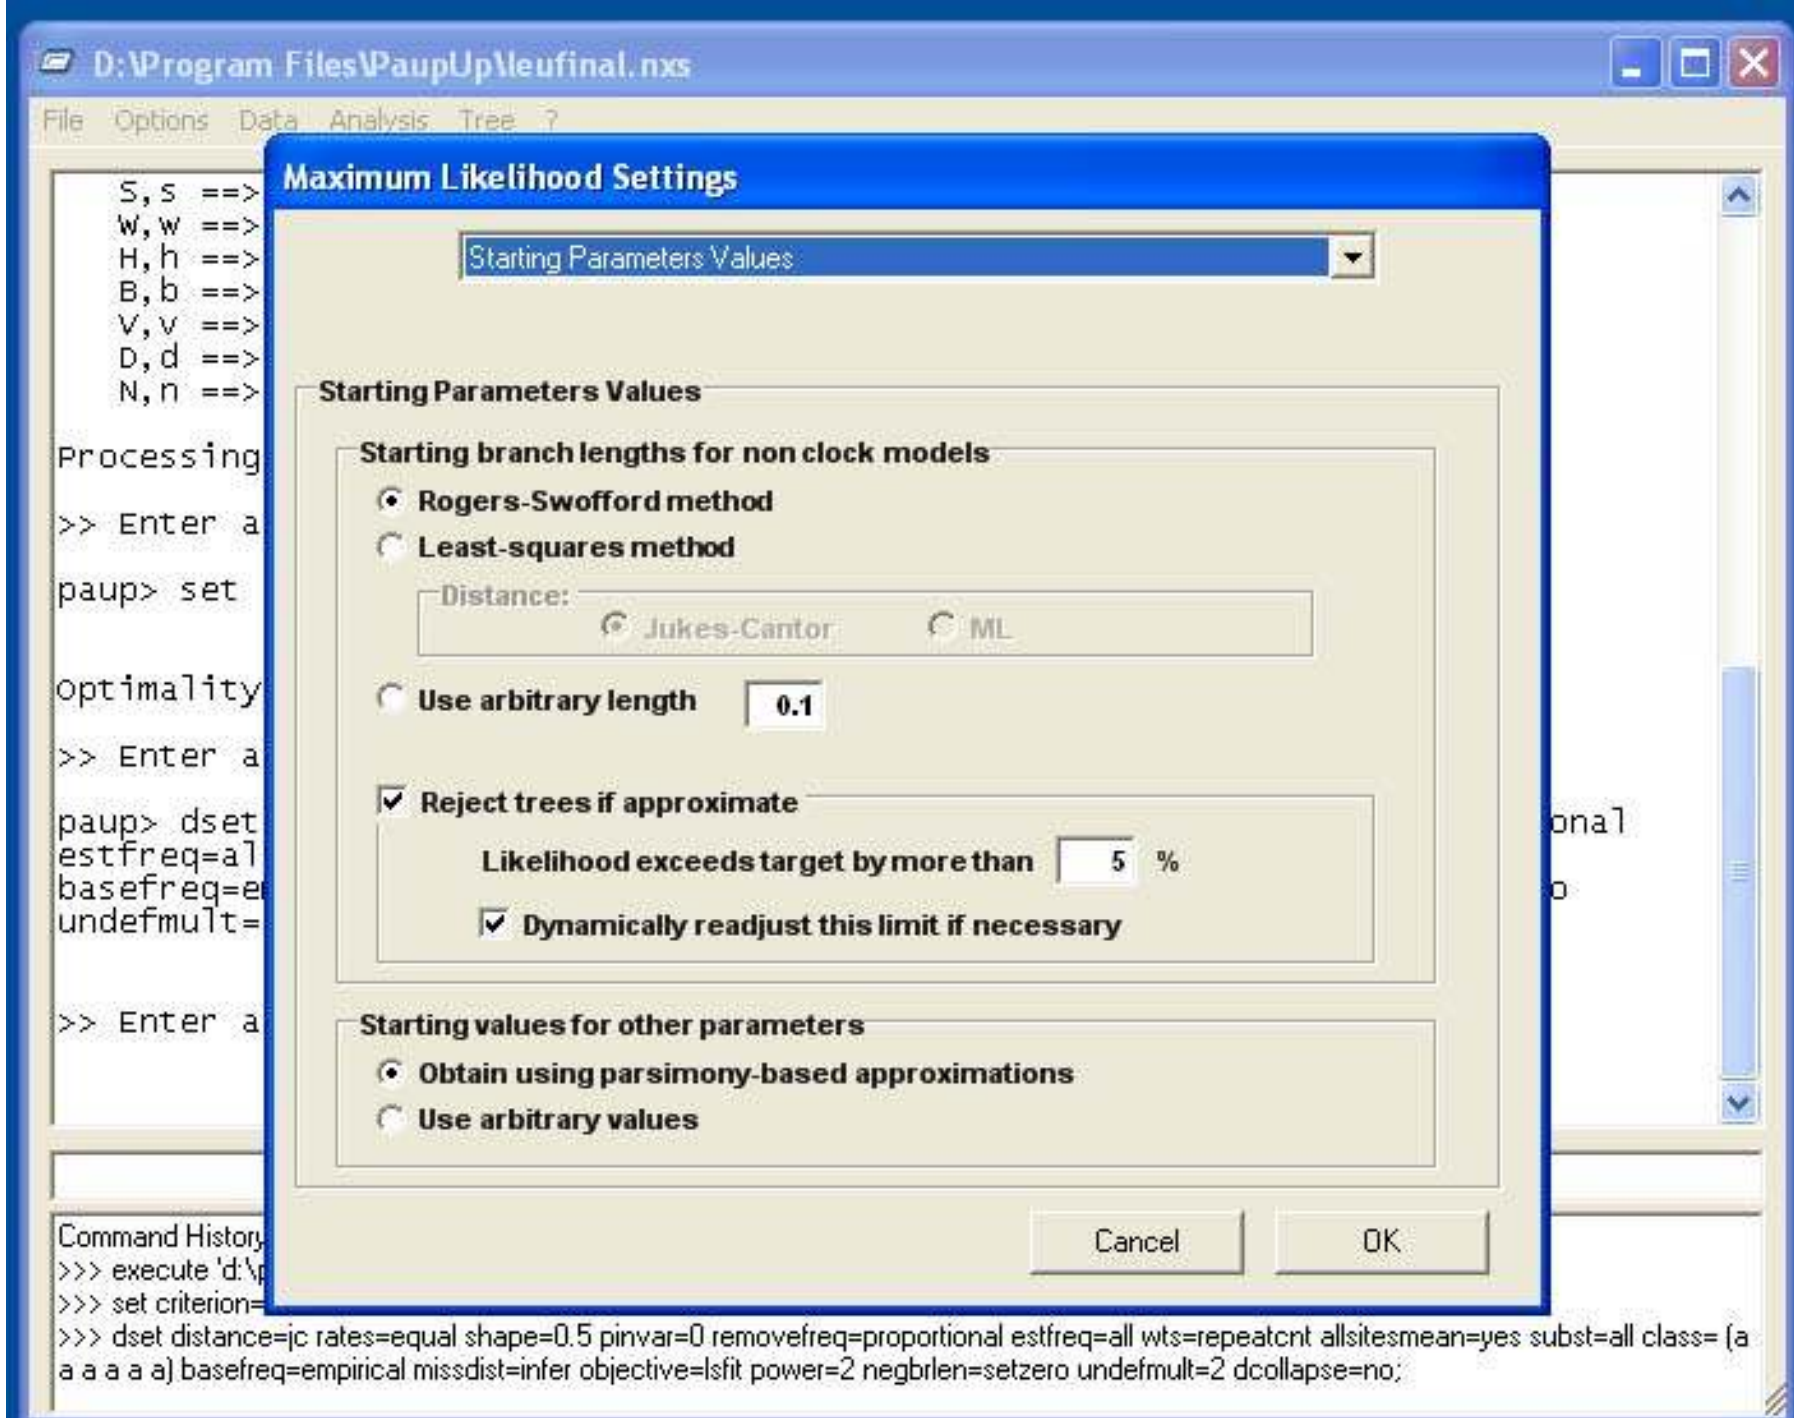 D:\Program Files\PaupUp\leufinal.nxs
File Options Data Analysis Tree ?
Maximum Likelihood Settings
Starting Parameters Values
S,s ==>
W,w ==>
H,h ==>
B,b ==>
V,v ==>
D,d ==>
N,n ==>
Processing
>> Enter a
paup> set
Optimality
>> Enter a
paup> dset onal
estfreq=al
basefreq=e o
undefmult=
>> Enter a
Starting Parameters Values
Starting branch lengths for non clock models
Rogers-Swofford method
Least-squares method
Distance:
Jukes-Cantor ML
Use arbitrary length 0.1
Reject trees if approximate
Likelihood exceeds target by more than 5 %
Dynamically readjust this limit if necessary
Starting values for other parameters
Obtain using parsimony-based approximations
Use arbitrary values
Cancel OK
Command History
>>> execute 'd:\p
>>> set criterion=
>>> dset distance=jc rates=equal shape=0.5 pinvar=0 removefreq=proportional estfreq=all wts=repeatcnt allsitesmean=yes subst=all class= (a
a a a a a) basefreq=empirical missdist=infer objective=lsfit power=2 negbrlen=setzero undefmult=2 dcollapse=no;